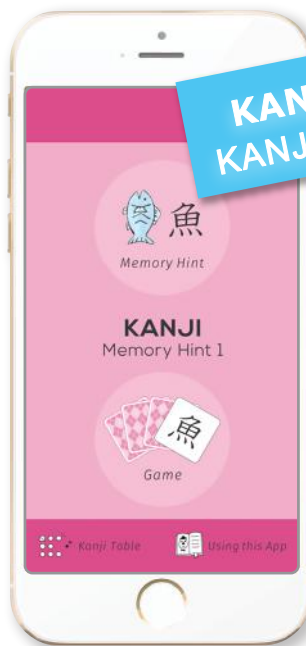 KAN
KANJ
魚
Memory Hint
KANJI
Memory Hint 1
魚
Game
Kanji Table
Using this App